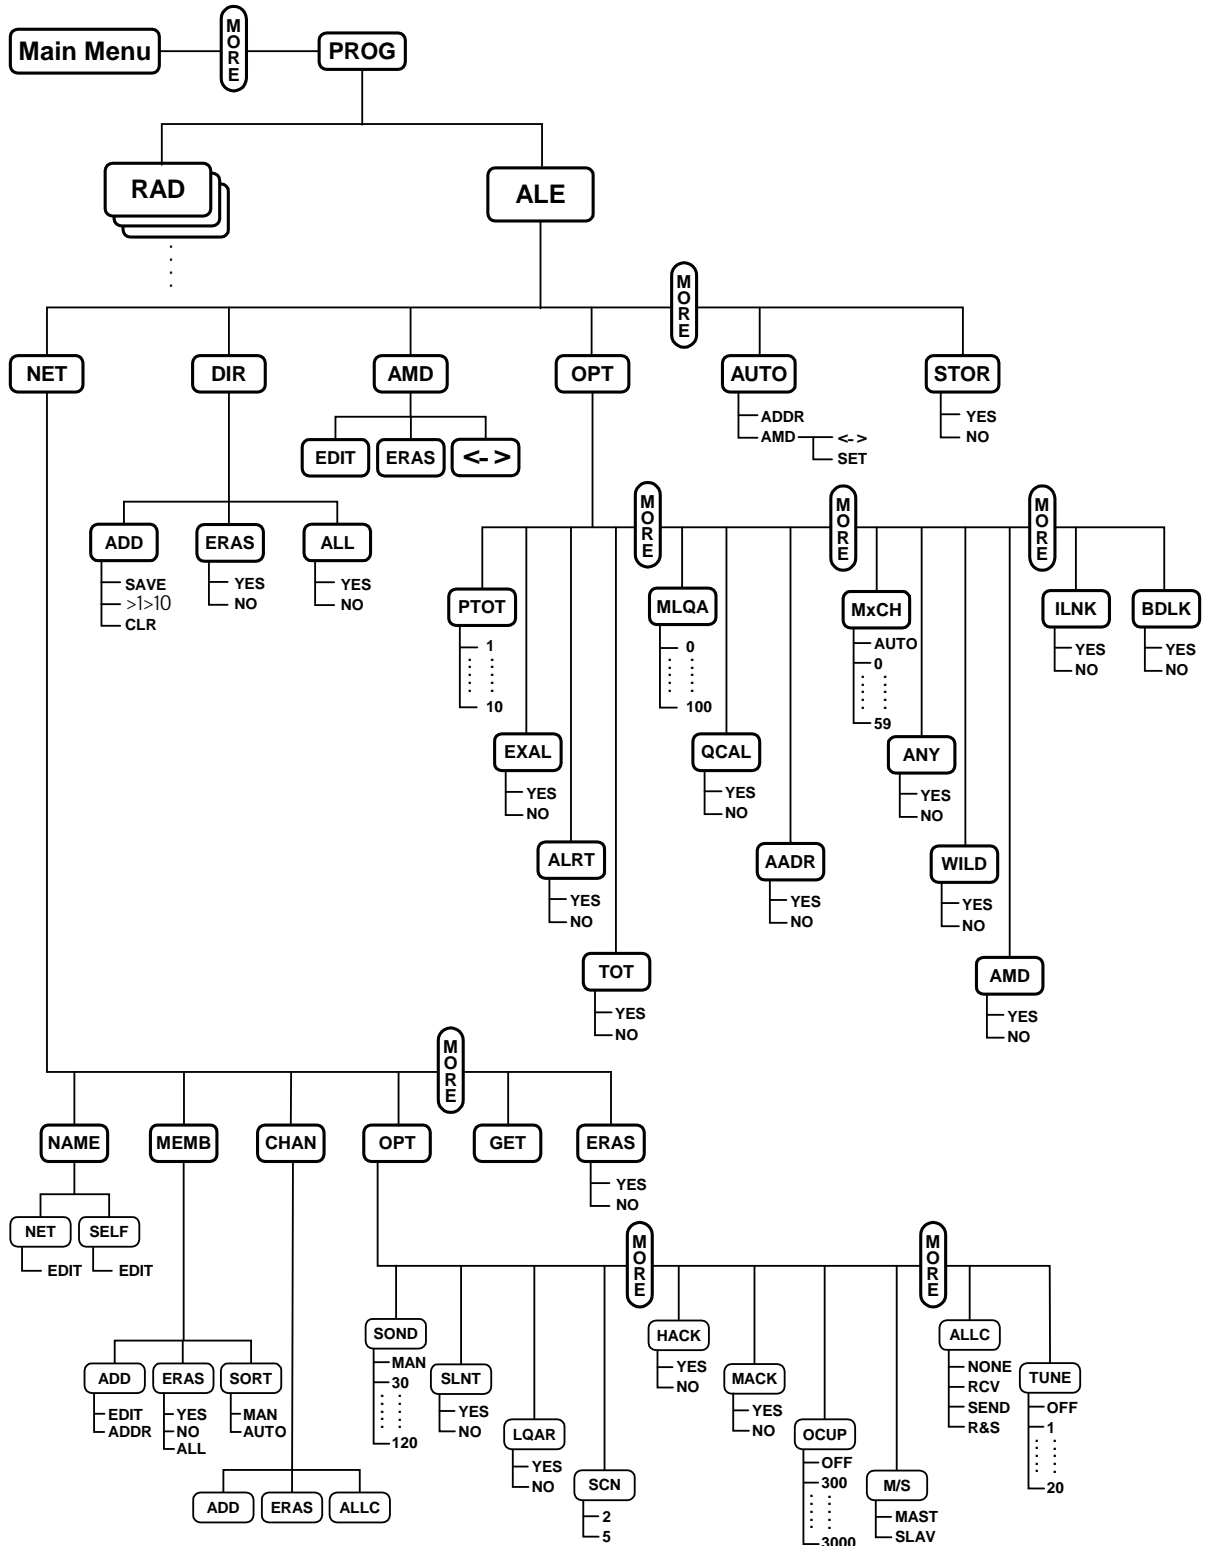 Main Menu
MORE
PROG
RAD
ALE
MORE
NET
DIR
AMD
OPT
AUTO
STOR
ADDR
AMD
<->
SET
YES
NO
EDIT
ERAS
<->
ADD
ERAS
ALL
SAVE
>1>10
CLR
YES
NO
YES
NO
MORE
MORE
MORE
PTOT
1
10
MLQA
0
100
MxCH
AUTO
0
59
ILNK
YES
NO
BDLK
YES
NO
EXAL
YES
NO
QCAL
YES
NO
ANY
YES
NO
ALRT
YES
NO
AADR
YES
NO
WILD
YES
NO
TOT
YES
NO
AMD
YES
NO
MORE
NAME
MEMB
CHAN
OPT
GET
ERAS
YES
NO
NET
EDIT
SELF
EDIT
MORE
MORE
ADD
EDIT
ADDR
ERAS
YES
NO
ALL
SORT
MAN
AUTO
ADD
ERAS
ALLC
SOND
MAN
30
120
SLNT
YES
NO
LQAR
YES
NO
SCN
2
5
HACK
YES
NO
MACK
YES
NO
OCUP
OFF
300
3000
M/S
MAST
SLAV
ALLC
NONE
RCV
SEND
R&S
TUNE
OFF
1
20